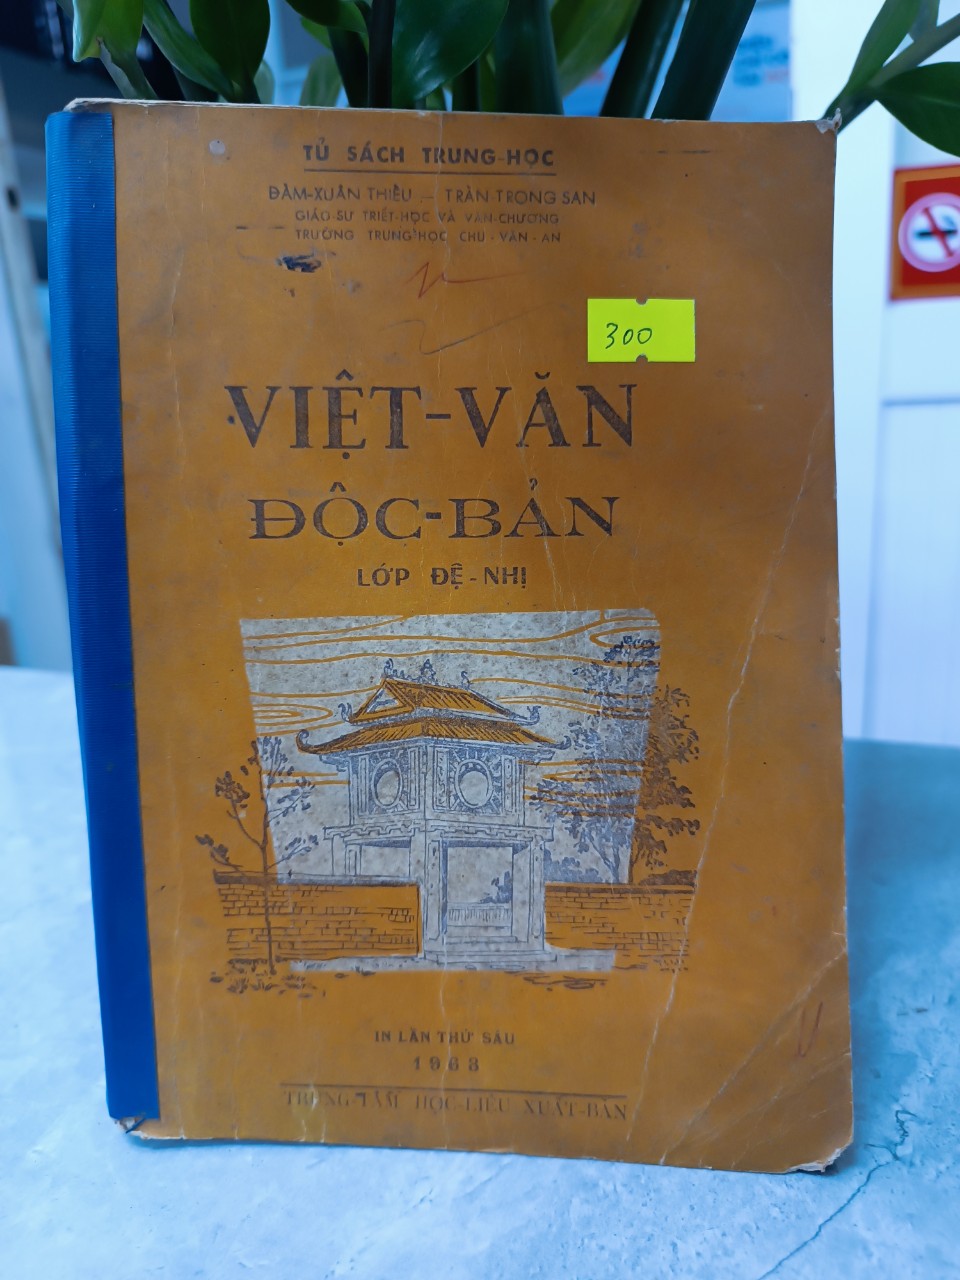 TỦ SÁCH TRUNG-HỌC
ĐÀM-XUÂN THIỀU - TRẦN TRỌNG SAN
GIÁO SƯ TRIẾT-HỌC VÀ VĂN-CHƯƠNG
TRƯỜNG TRUNG HỌC CHU-VĂN-AN
300
VIỆT-VĂN
ĐỘC-BẢN
LỚP ĐỆ-NHỊ
IN LẦN THỨ SÁU
1968
TRUNG-TÂM HỌC-LIỆU XUẤT-BẢN